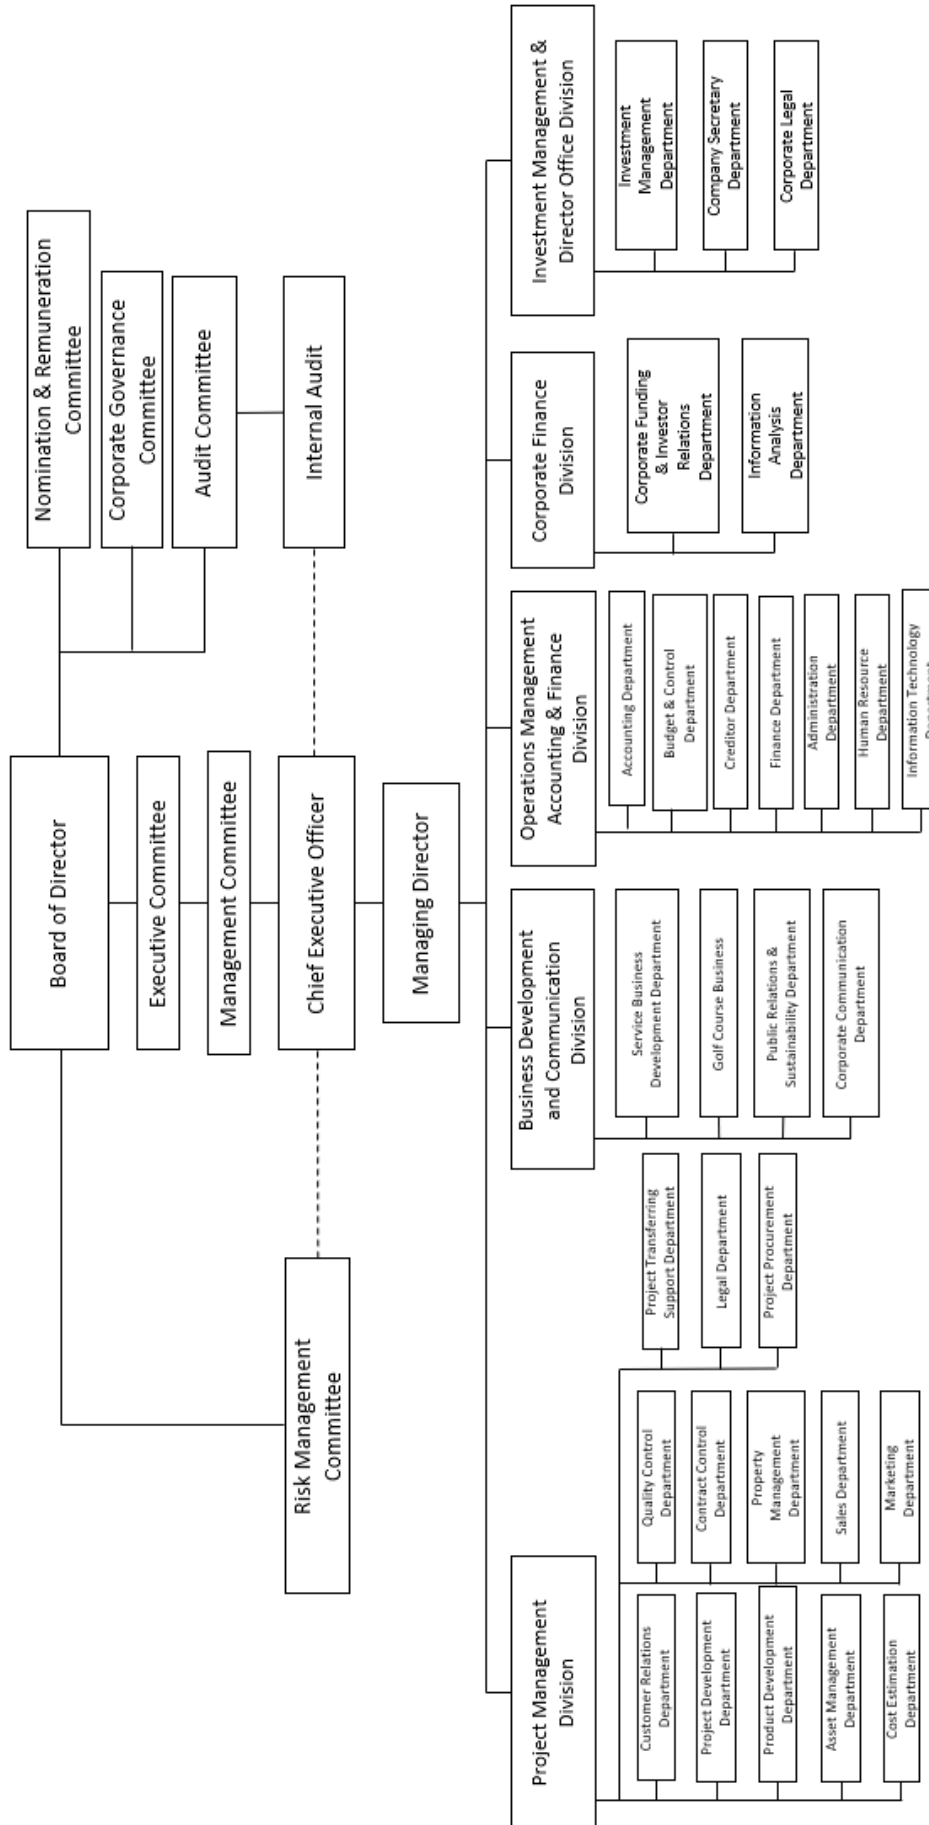 Board of Director
Nomination & Remuneration
Committee
Corporate Governance
Committee
Audit Committee
Internal Audit
Executive Committee
Management Committee
Chief Executive Officer
Risk Management
Committee
Managing Director
Project Management
Division
Customer Relations
Department
Project Development
Department
Product Development
Department
Asset Management
Department
Cost Estimation
Department
Quality Control
Department
Contract Control
Department
Property
Management
Department
Sales Department
Marketing
Department
Project Transferring
Support Department
Legal Department
Project Procurement
Department
Business Development
and Communication
Division
Service Business
Development Department
Golf Course Business
Public Relations &
Sustainability Department
Corporate Communication
Department
Operations Management
Accounting & Finance
Division
Accounting Department
Budget & Control
Department
Creditor Department
Finance Department
Administration
Department
Human Resource
Department
Information Technology
Corporate Finance
Division
Corporate Funding
& Investor
Relations
Department
Information
Analysis
Department
Investment Management &
Director Office Division
Investment
Management
Department
Company Secretary
Department
Corporate Legal
Department